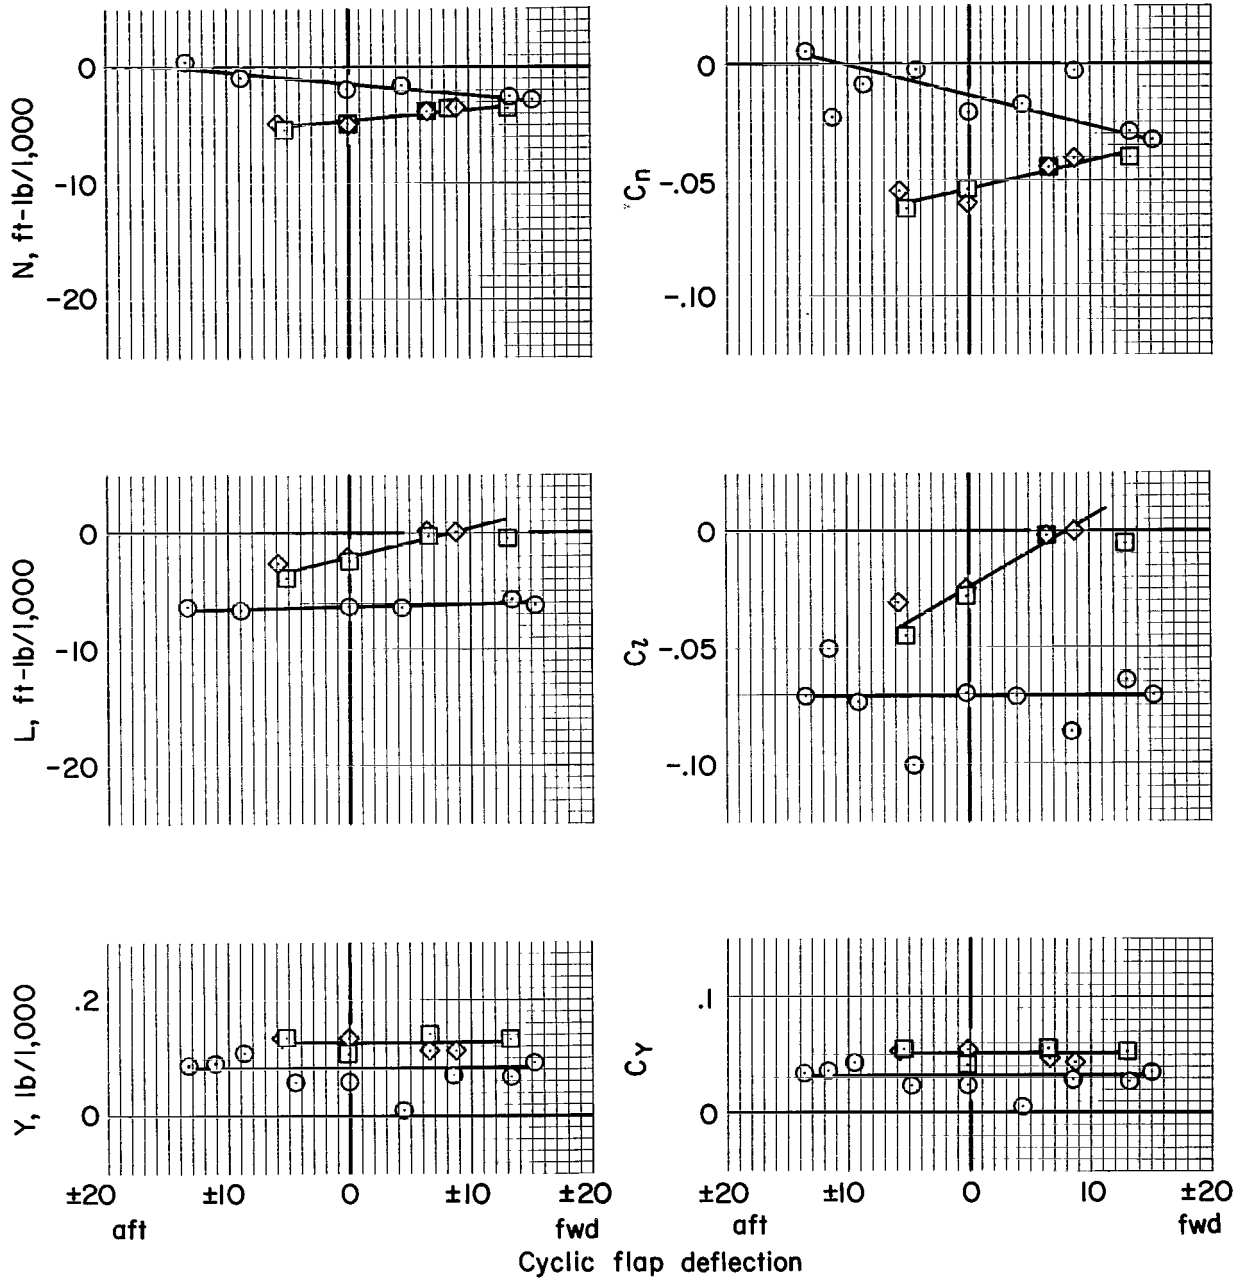 0
-10
-20
N, ft-lb/1,000
0
-.05
-.10
Cn
0
-10
-20
L, ft-lb/1,000
0
-.05
-.10
Cl
.2
0
Y, lb/1,000
.1
0
CY
±20 ±10 0 ±10 ±20
aft fwd
±20 ±10 0 10 ±20
aft fwd
Cyclic flap deflection